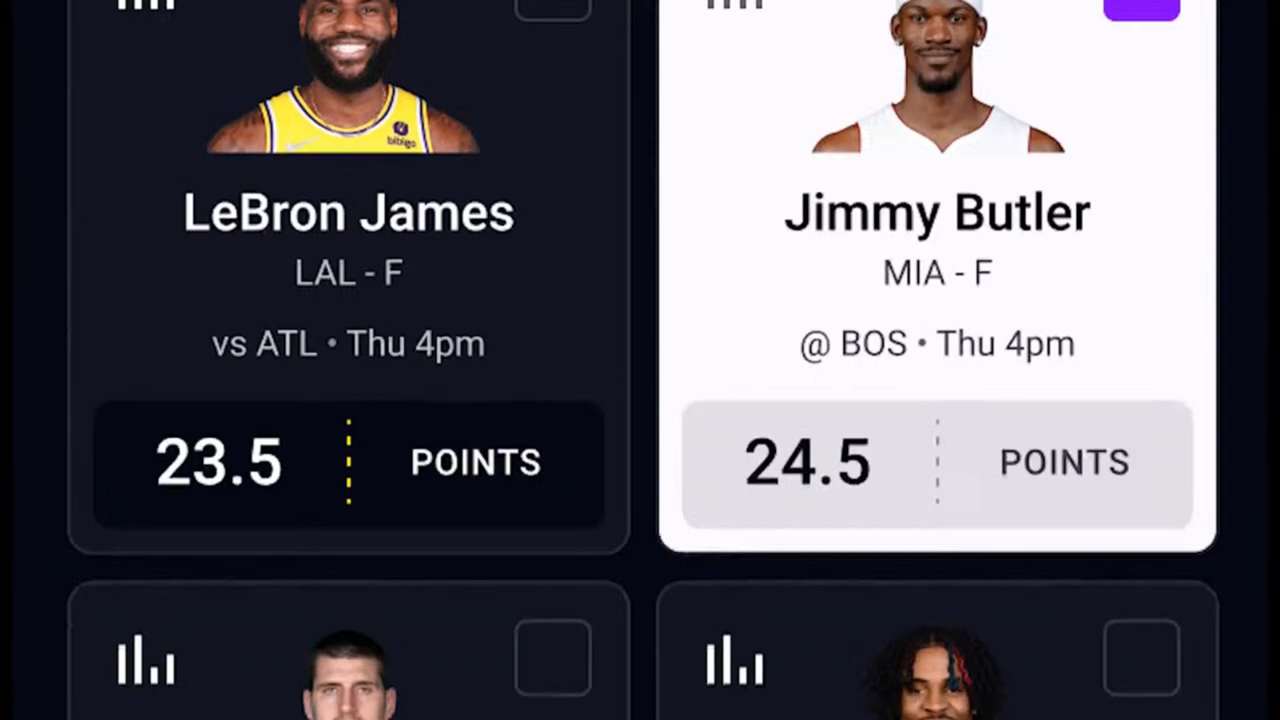 bibigo
LeBron James
LAL - F
vs ATL • Thu 4pm
23.5
POINTS
Jimmy Butler
MIA - F
@ BOS • Thu 4pm
24.5
POINTS